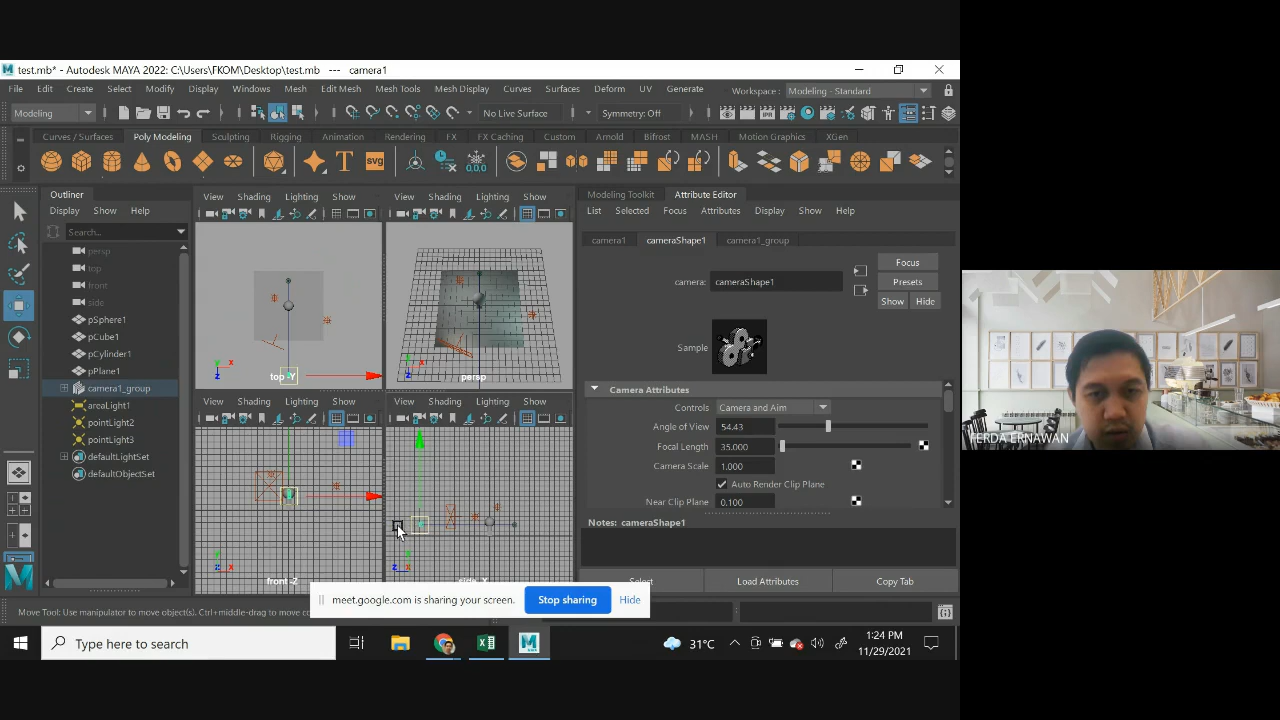 test.mb* - Autodesk MAYA 2022: C:\Users\FKOM\Desktop\test.mb --- camera1
File Edit Create Select Modify Display Windows Mesh Edit Mesh Mesh Tools Mesh Display Curves Surfaces Deform UV Generate Workspace : Modeling - Standard
Modeling No Live Surface Symmetry: Off
Curves / Surfaces Poly Modeling Sculpting Rigging Animation Rendering FX FX Caching Custom Arnold Bifrost MASH Motion Graphics XGen
T SVG 0,0,0
Outliner
Display Show Help
Search...
persp
top
front
side
pSphere1
pCube1
pCylinder1
pPlane1
camera1_group
areaLight1
pointLight2
pointLight3
defaultLightSet
defaultObjectSet
View Shading Lighting Show
top -Y
View Shading Lighting Show
persp
View Shading Lighting Show
front -Z
View Shading Lighting Show
Modeling Toolkit Attribute Editor
List Selected Focus Attributes Display Show Help
camera1 cameraShape1 camera1_group
camera: cameraShape1
Focus
Presets
Show Hide
Sample
Camera Attributes
Controls Camera and Aim
Angle of View 54.43
Focal Length 35.000
Camera Scale 1.000
Auto Render Clip Plane
Near Clip Plane 0.100
Notes: cameraShape1
Load Attributes Copy Tab
Move Tool: Use manipulator to move object(s). Ctrl+middle-drag to move
meet.google.com is sharing your screen. Stop sharing Hide
Type here to search
31°C
1:24 PM
11/29/2021
FERDA ERNAWAN